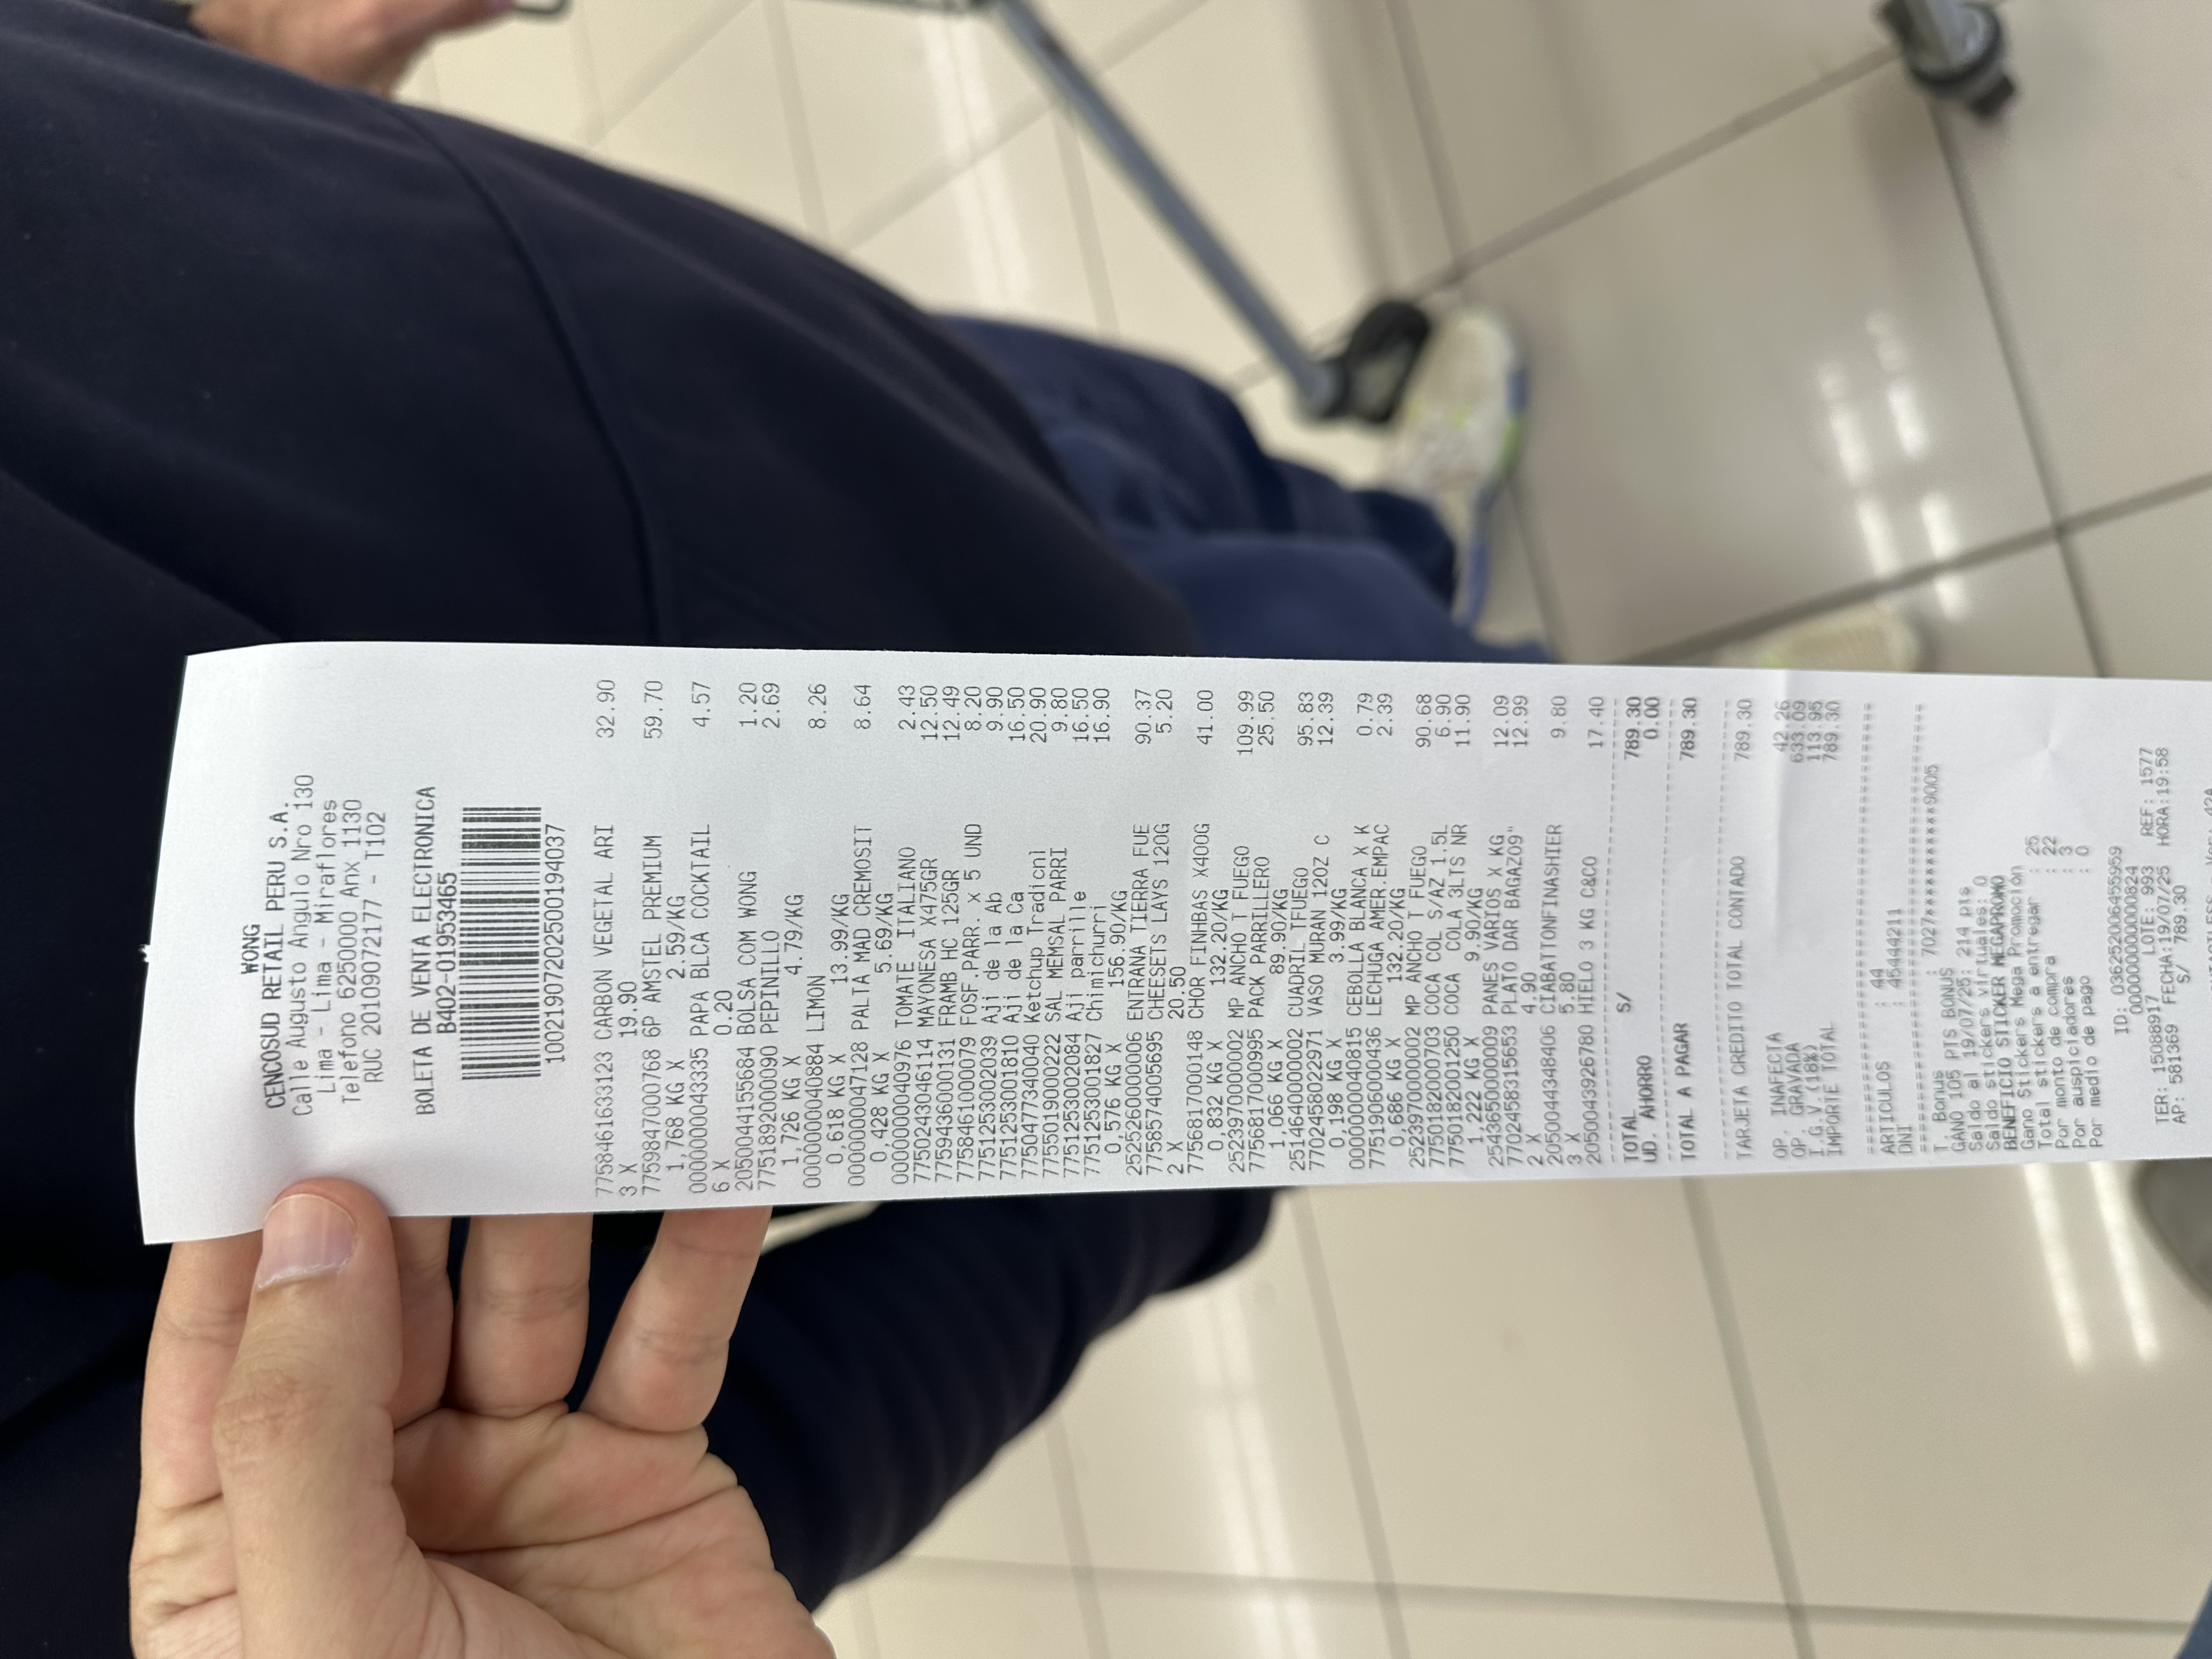 WONG
CENCOSUD RETAIL PERU S.A.
Calle Augusto Angulo Nro 130
Lima - Lima - Miraflores
Telefono 6250000 Anx 1130
RUC 20109072177 - T102
BOLETA DE VENTA ELECTRONICA
B402-01953465
10021907202500194037
7758461633123 CARBON VEGETAL ARI 32.90
3 X 19.90
7759847000768 6P AMSTEL PREMIUM 59.70
1,768 KG X 2.59/KG
0000000043335 PAPA BLCA COCKTAIL 4.57
6 X 0.20
2050044155684 BOLSA COM WONG 1.20
7751892000090 PEPINILLO 2.69
1,726 KG X 4.79/KG
0000000040884 LIMON 8.26
0,618 KG X 13.99/KG
0000000047128 PALTA MAD CREMOSIT 8.64
0,428 KG X 5.69/KG
0000000040976 TOMATE ITALIANO 2.43
7750243046114 MAYONESA X475GR 12.50
7759436000131 FRAMB HC 125GR 12.49
7758461000079 FOSF.PARR. x 5 UND 8.20
7751253002039 Aji de la Ab 9.90
7751253001810 Aji de la Ca 16.50
7750477340040 Ketchup Tradicnl 20.90
7755019000222 SAL MEMSAL PARRI 9.80
7751253002084 Aji parrille 16.50
7751253001827 Chimichurri 16.90
0,576 KG X 156.90/KG
2525260000006 ENTRANA TIERRA FUE 90.37
7758574005695 CHEESETS LAYS 120G 5.20
2 X 20.50
7756817000148 CHOR FINHBAS X400G 41.00
0,832 KG X 132.20/KG
2523970000002 MP ANCHO T FUEGO 109.99
7756817000995 PACK PARRILLERO 25.50
1,066 KG X 89.90/KG
2514640000002 CUADRIL TFUEGO 95.83
7702458022971 VASO MURAN 12OZ C 12.39
0,198 KG X 3.99/KG
0000000040815 CEBOLLA BLANCA X K 0.79
7751906000436 LECHUGA AMER.EMPAC 2.39
0,686 KG X 132.20/KG
2523970000002 MP ANCHO T FUEGO 90.68
7750182000703 COCA COL S/AZ 1.5L 6.90
7750182001250 COCA COLA 3LTS NR 11.90
1,222 KG X 9.90/KG
2543650000009 PANES VARIOS X KG 12.09
7702458315653 PLATO DAR BAGAZO9" 12.99
2 X 4.90
2050044348406 CIABATTONFINASHIER 9.80
3 X 5.80
2050043926780 HIELO 3 KG C&CO 17.40
TOTAL S/ 789.30
UD. AHORRO 0.00
TOTAL A PAGAR 789.30
TARJETA CREDITO TOTAL CONTADO 789.30
OP. INAFECTA 42.26
OP. GRAVADA 633.09
I.G.V.(18%) 113.95
IMPORTE TOTAL 789.30
ARTICULOS : 44
DNI : 45444211
T. Bonus : 7027***********9005
GANO 105 PTS BONUS
Saldo al 19/07/25: 214 pts
Saldo stickers virtuales: 0
BENEFICIO STICKER MEGAPROMO
Gano Stickers Mega Promocion
Total stickers a entregar : 25
Por monto de compra : 22
Por auspiciadores : 3
Por medio de pago : 0
ID: 036252006455959
000000000000824
TER: 15088917 LOTE: 993 REF: 1577
AP: 581369 FECHA:19/07/25 HORA:19:58
S/ 789.30